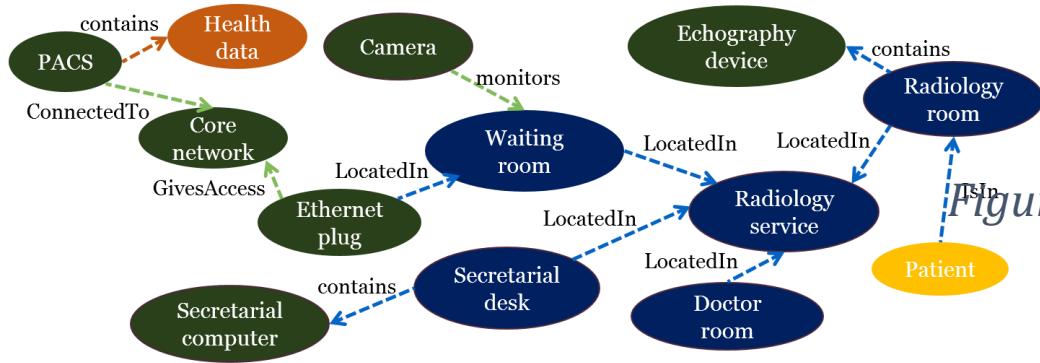 contains
Health
data
PACS
Camera
Echography
device
contains
Radiology
room
monitors
ConnectedTo
Core
network
Waiting
room
LocatedIn
LocatedIn
LocatedIn
GivesAccess
Ethernet
plug
LocatedIn
Radiology
service
IsIn
Figu
LocatedIn
Patient
Secretarial
desk
contains
Doctor
room
Secretarial
computer